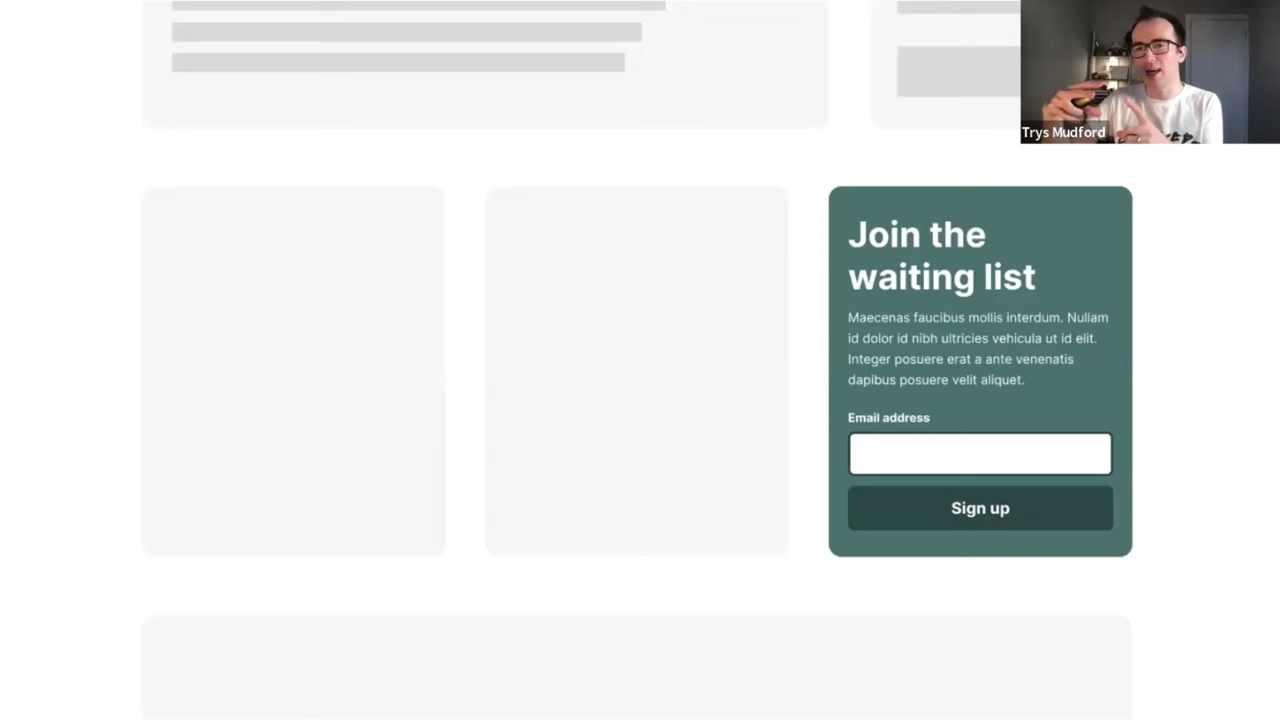 Trys Mudford
Join the
waiting list
Maecenas faucibus mollis interdum. Nullam
id dolor id nibh ultricies vehicula ut id elit.
Integer posuere erat a ante venenatis
dapibus posuere velit aliquet.
Email address
Sign up